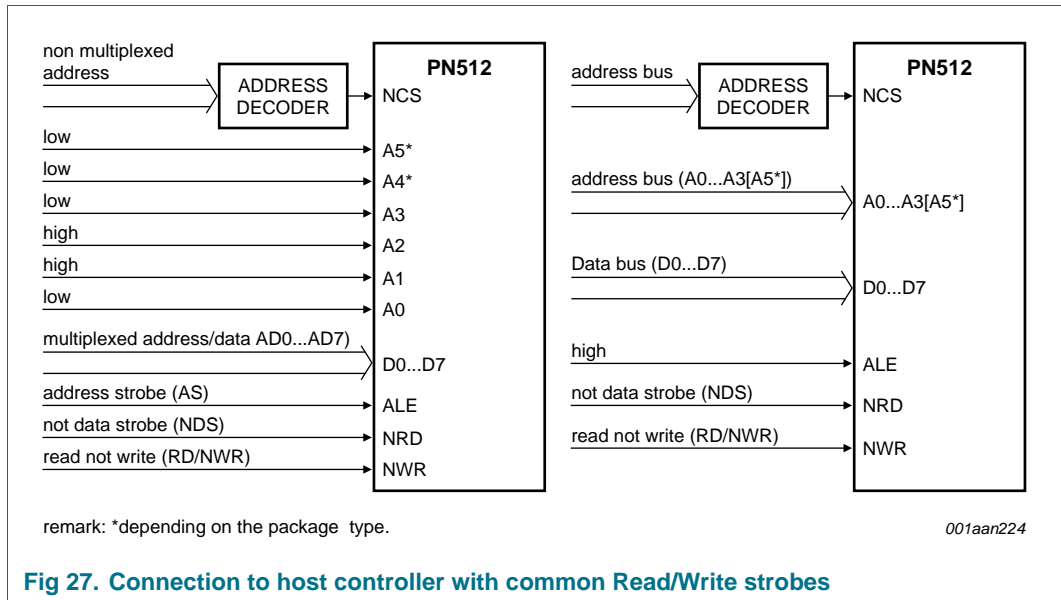 non multiplexed
address
ADDRESS
DECODER
PN512
NCS
low
A5*
low
A4*
low
A3
high
A2
high
A1
low
A0
multiplexed address/data AD0...AD7)
D0...D7
address strobe (AS)
ALE
not data strobe (NDS)
NRD
read not write (RD/NWR)
NWR
address bus
ADDRESS
DECODER
PN512
NCS
address bus (A0...A3[A5*])
A0...A3[A5*]
Data bus (D0...D7)
D0...D7
high
ALE
not data strobe (NDS)
NRD
read not write (RD/NWR)
NWR
remark: *depending on the package type.
001aan224
Fig 27. Connection to host controller with common Read/Write strobes